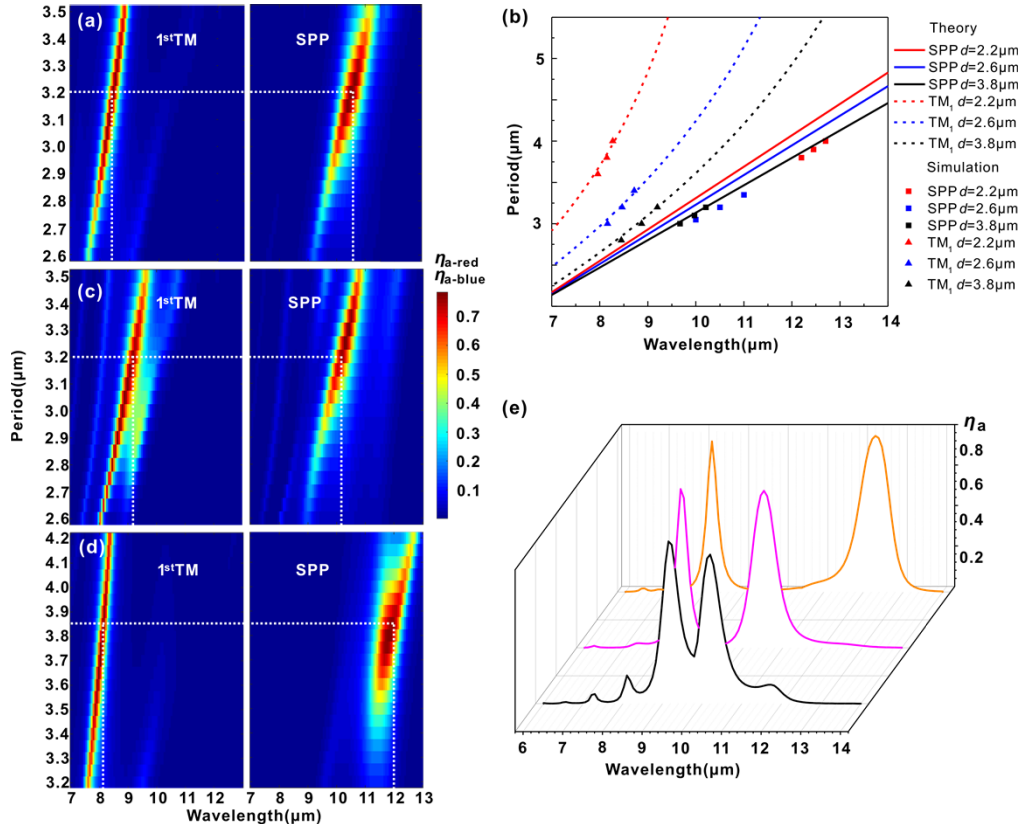 (a)
1stTM
SPP
3.5
3.4
3.3
3.2
3.1
3.0
2.9
2.8
2.7
2.6
(c)
1stTM
SPP
3.5
3.4
3.3
3.2
3.1
3.0
2.9
2.8
2.7
2.6
Period(μm)
(d)
1stTM
SPP
4.2
4.1
4.0
3.9
3.8
3.7
3.6
3.5
3.4
3.3
3.2
7 8 9 10 11 12
7 8 9 10 11 12 13
Wavelength(μm)
ηa-red
ηa-blue
0.7
0.6
0.5
0.4
0.3
0.2
0.1
(b)
Period(μm)
5
4
3
7 8 9 10 11 12 13 14
Wavelength(μm)
Theory
SPP d=2.2μm
SPP d=2.6μm
SPP d=3.8μm
TM1 d=2.2μm
TM1 d=2.6μm
TM1 d=3.8μm
Simulation
SPP d=2.2μm
SPP d=2.6μm
SPP d=3.8μm
TM1 d=2.2μm
TM1 d=2.6μm
TM1 d=3.8μm
(e)
ηa
0.8
0.6
0.4
0.2
6 7 8 9 10 11 12 13 14
Wavelength(μm)